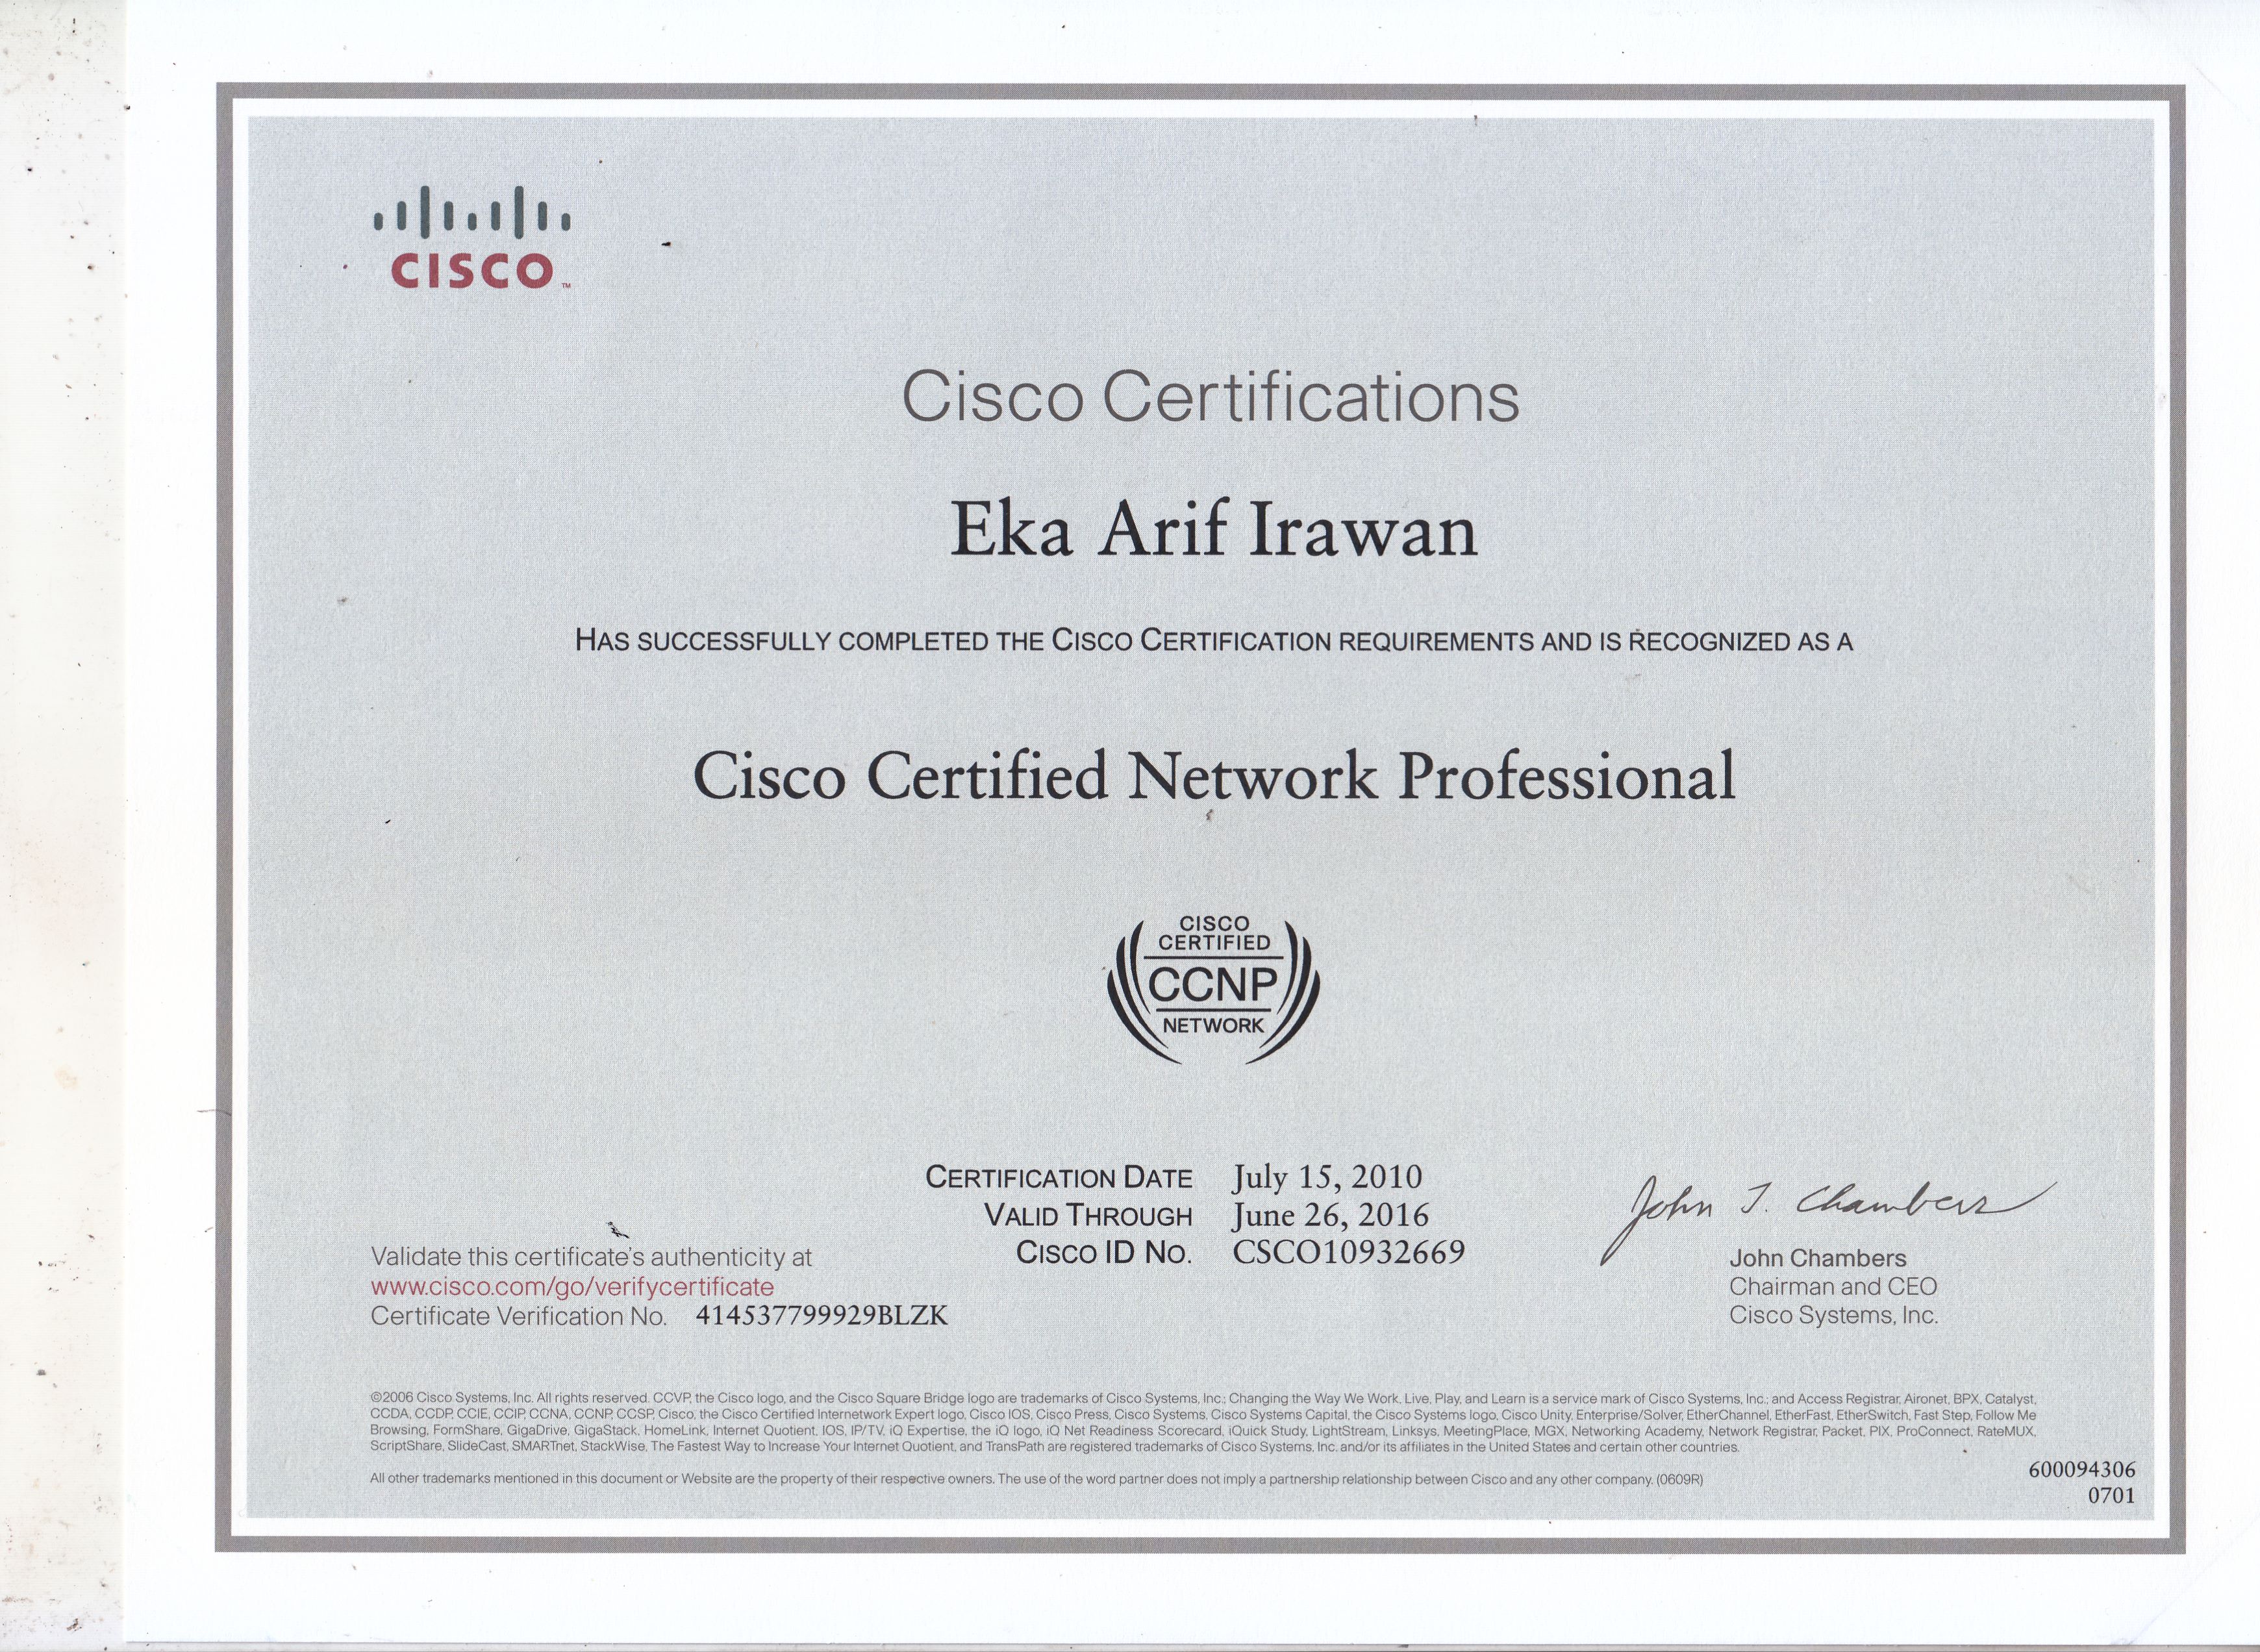 CISCO™
Cisco Certifications
Eka Arif Irawan
HAS SUCCESSFULLY COMPLETED THE CISCO CERTIFICATION REQUIREMENTS AND IS RECOGNIZED AS A
Cisco Certified Network Professional
CISCO
CERTIFIED
CCNP
NETWORK
CERTIFICATION DATE July 15, 2010
VALID THROUGH June 26, 2016
CISCO ID NO. CSCO10932669
Validate this certificate's authenticity at
www.cisco.com/go/verifycertificate
Certificate Verification No. 414537799929BLZK
John T. Chambers
John Chambers
Chairman and CEO
Cisco Systems, Inc.
©2006 Cisco Systems, Inc. All rights reserved. CCVP, the Cisco logo, and the Cisco Square Bridge logo are trademarks of Cisco Systems, Inc.; Changing the Way We Work, Live, Play, and Learn is a service mark of Cisco Systems, Inc.; and Access Registrar, Aironet, BPX, Catalyst,
CCDA, CCDP, CCIE, CCIP, CCNA, CCNP, CCSP, Cisco, the Cisco Certified Internetwork Expert logo, Cisco IOS, Cisco Press, Cisco Systems, Cisco Systems Capital, the Cisco Systems logo, Cisco Unity, Enterprise/Solver, EtherChannel, EtherFast, EtherSwitch, Fast Step, Follow Me
Browsing, FormShare, GigaDrive, GigaStack, HomeLink, Internet Quotient, IOS, IP/TV, iQ Expertise, the iQ logo, iQ Net Readiness Scorecard, iQuick Study, LightStream, Linksys, MeetingPlace, MGX, Networking Academy, Network Registrar, Packet, PIX, ProConnect, RateMUX,
ScriptShare, SlideCast, SMARTnet, StackWise, The Fastest Way to Increase Your Internet Quotient, and TransPath are registered trademarks of Cisco Systems, Inc. and/or its affiliates in the United States and certain other countries.
All other trademarks mentioned in this document or Website are the property of their respective owners. The use of the word partner does not imply a partnership relationship between Cisco and any other company. (0609R)
600094306
0701